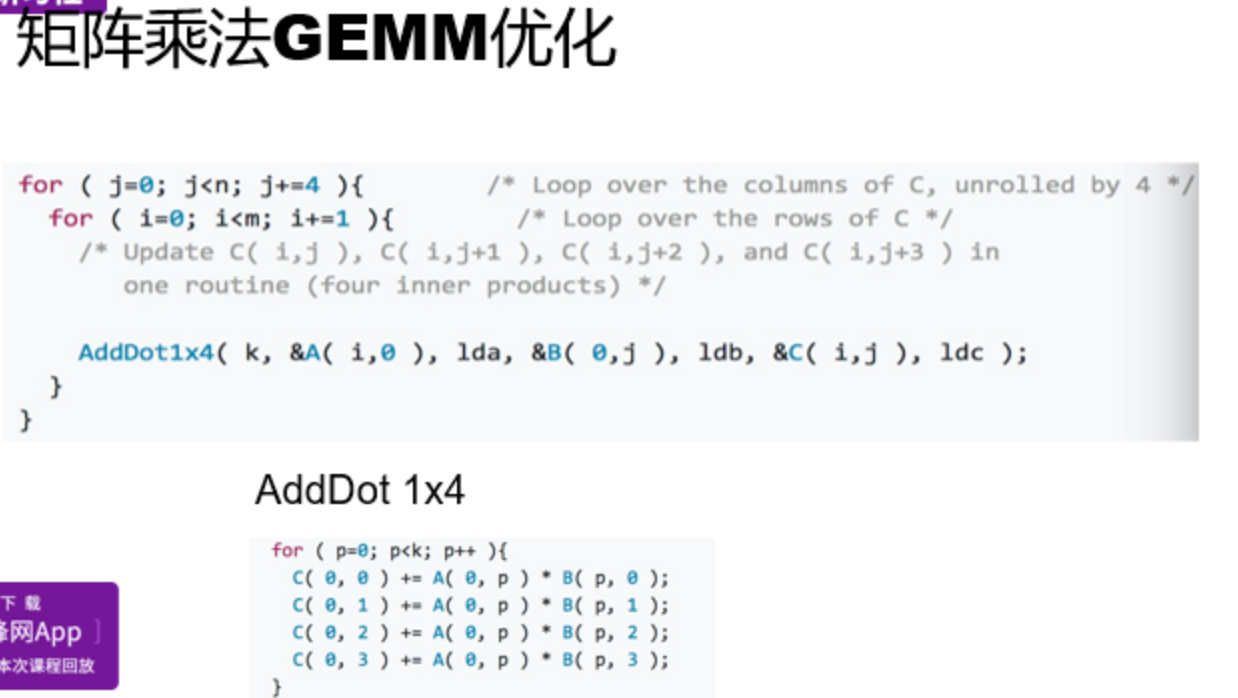 矩阵乘法GEMM优化
for ( j=0; j<n; j+=4 ){ /* Loop over the columns of C, unrolled by 4 */
for ( i=0; i<m; i+=1 ){ /* Loop over the rows of C */
/* Update C( i,j ), C( i,j+1 ), C( i,j+2 ), and C( i,j+3 ) in
one routine (four inner products) */
AddDot1x4( k, &A( i,0 ), lda, &B( 0,j ), ldb, &C( i,j ), ldc );
}
}
AddDot 1x4
for ( p=0; p<k; p++ ){
C( 0, 0 ) += A( 0, p ) * B( p, 0 );
C( 0, 1 ) += A( 0, p ) * B( p, 1 );
C( 0, 2 ) += A( 0, p ) * B( p, 2 );
C( 0, 3 ) += A( 0, p ) * B( p, 3 );
}
下载
网App ]
本次课程回放